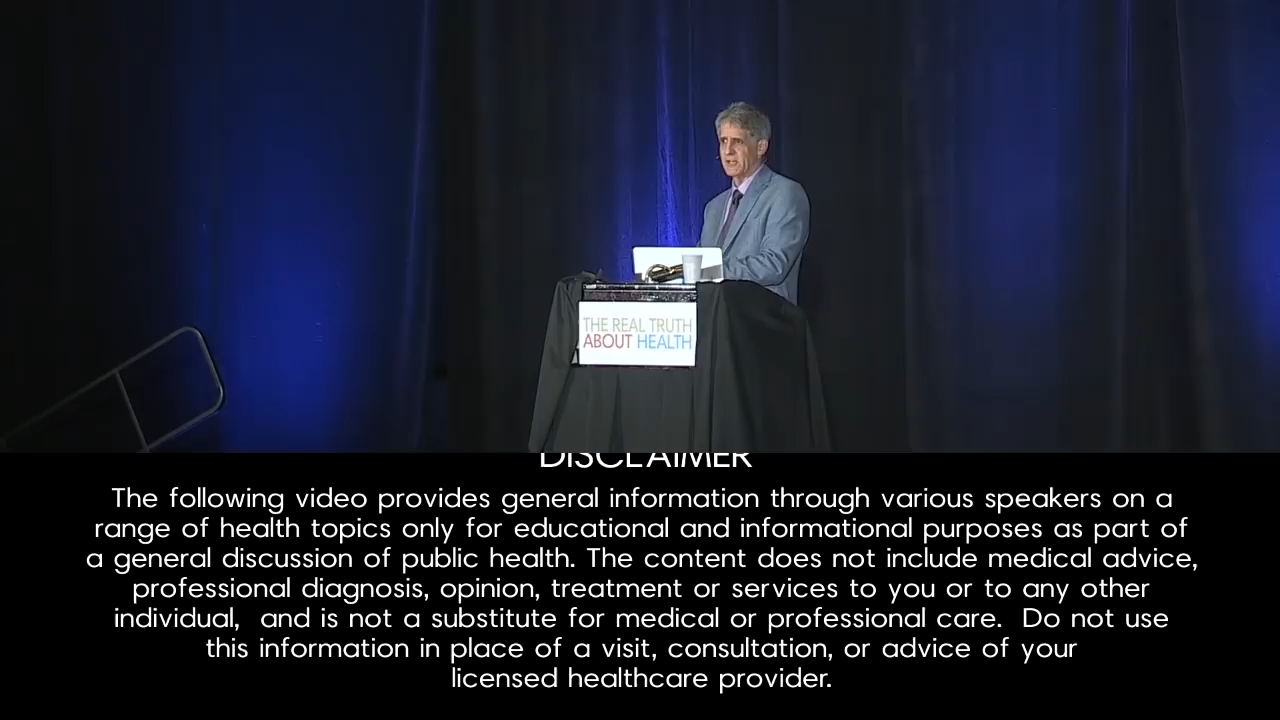 THE REAL TRUTH
ABOUT HEALTH
DISCLAIMER
The following video provides general information through various speakers on a
range of health topics only for educational and informational purposes as part of
a general discussion of public health. The content does not include medical advice,
professional diagnosis, opinion, treatment or services to you or to any other
individual,  and is not a substitute for medical or professional care.  Do not use
this information in place of a visit, consultation, or advice of your
licensed healthcare provider.